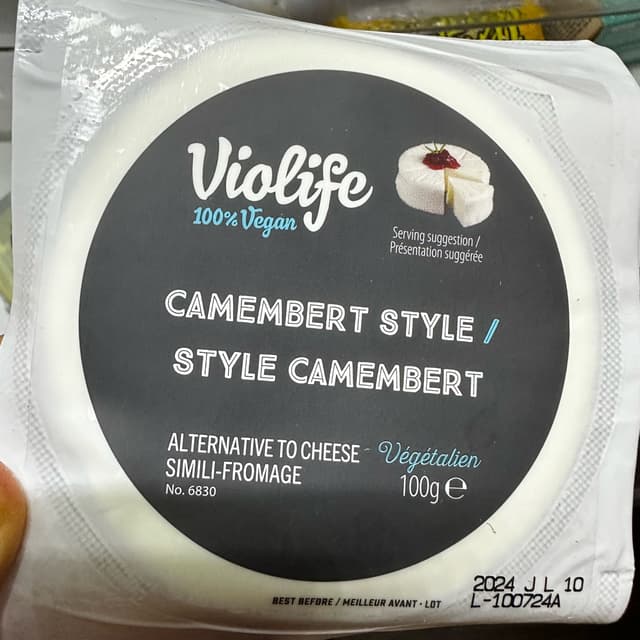 Violife
100% Vegan
Serving suggestion /
Présentation suggérée
CAMEMBERT STYLE /
STYLE CAMEMBERT
ALTERNATIVE TO CHEESE - Végétalien
SIMILI-FROMAGE
100g ℮
No. 6830
2024 J L 10
BEST BEFORE / MEILLEUR AVANT · LOT L-100724A